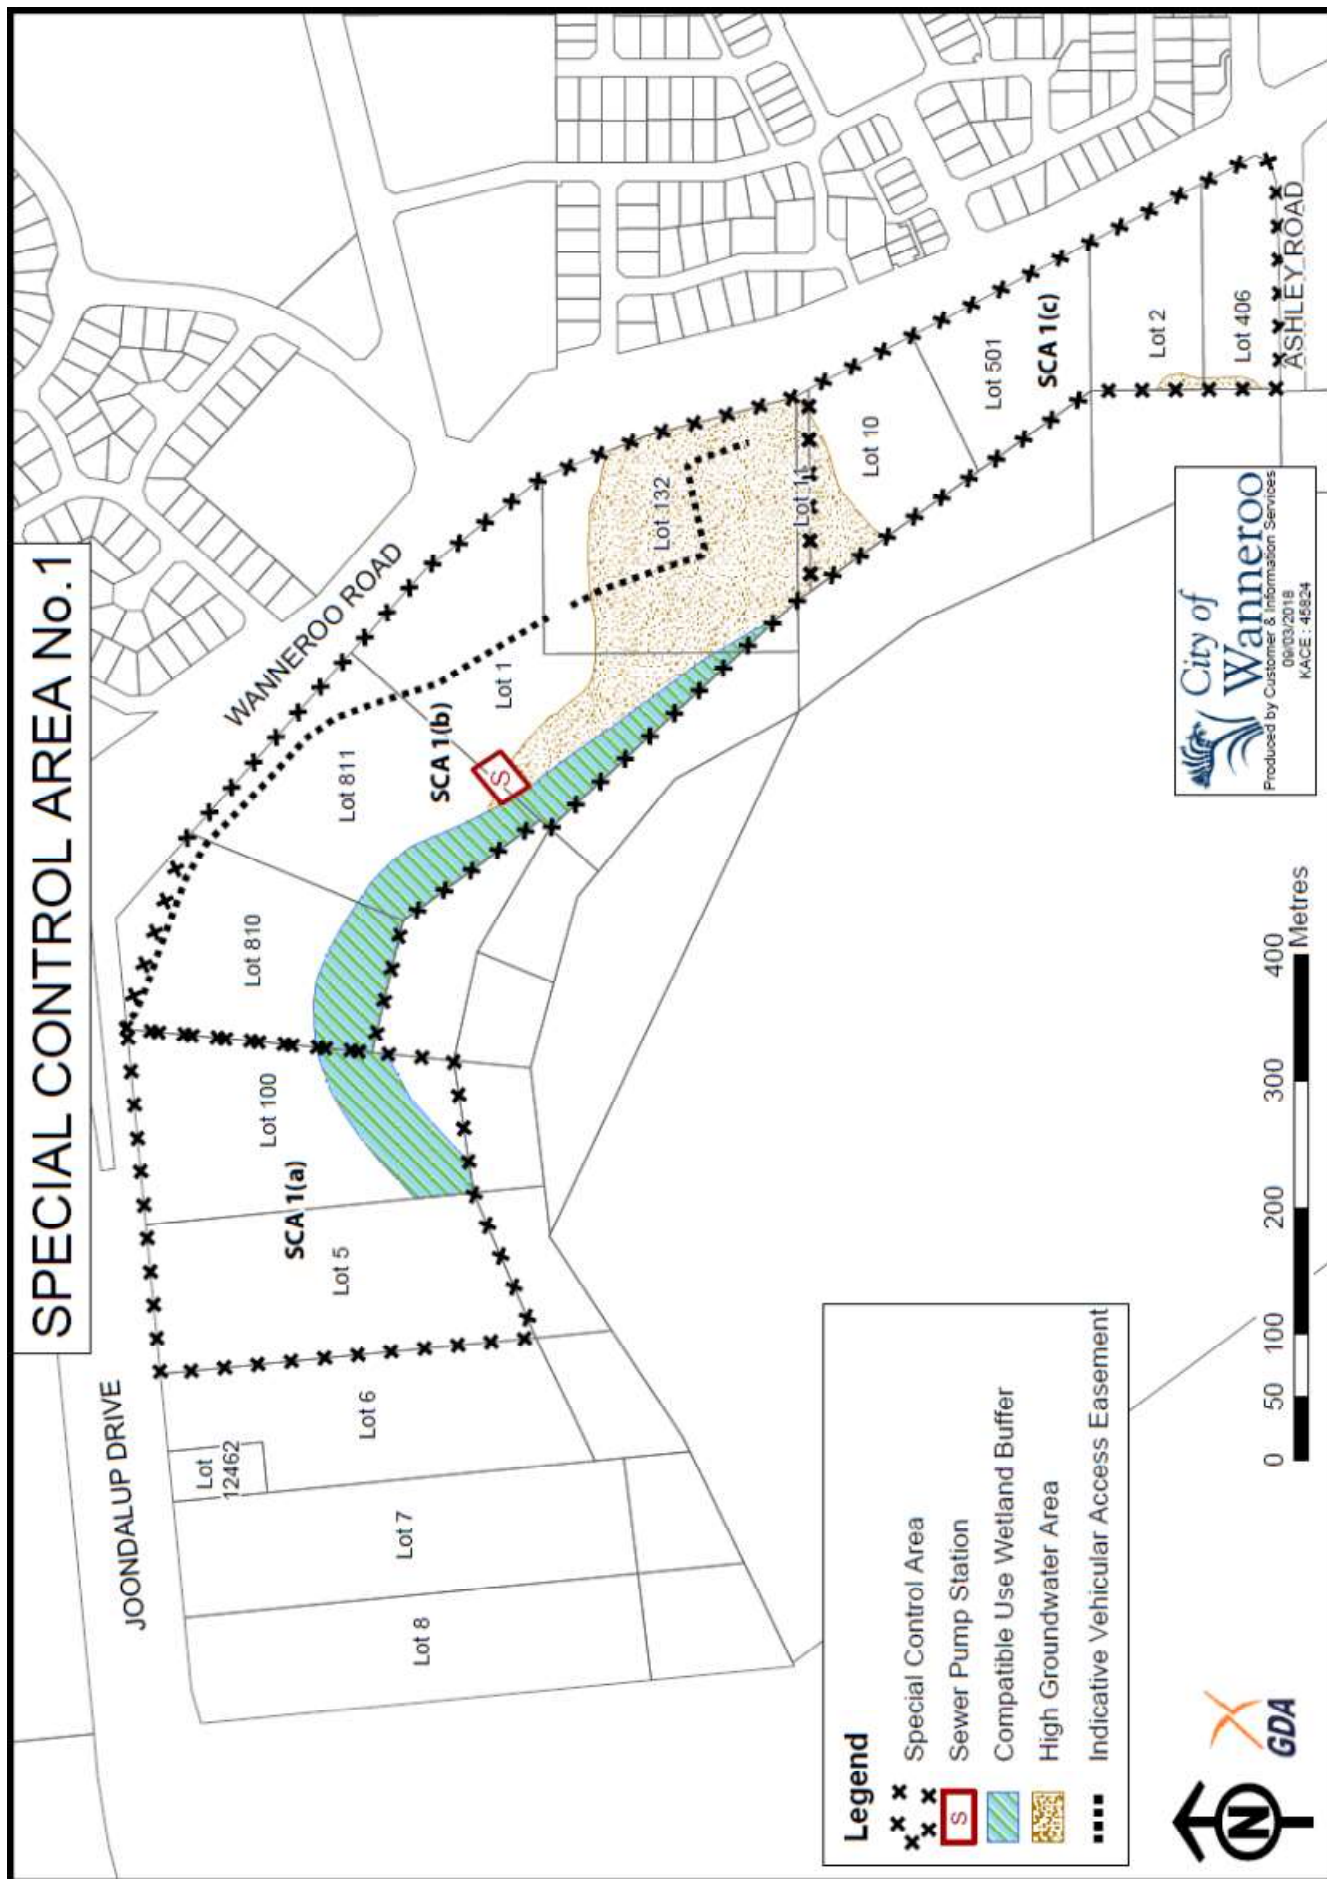 SPECIAL CONTROL AREA No.1
JOONDALUP DRIVE
WANNEROO ROAD
Lot
12462
Lot 8
Lot 7
Lot 6
Lot 5
SCA 1(a)
Lot 100
Lot 810
Lot 811
SCA 1(b)
S
Lot 1
Lot 132
Lot 11
Lot 10
Lot 501
SCA 1(c)
Lot 2
Lot 406
ASHLEY ROAD
Legend
Special Control Area
S Sewer Pump Station
Compatible Use Wetland Buffer
High Groundwater Area
Indicative Vehicular Access Easement
N
GDA
0 50 100 200 300 400
Metres
City of
Wanneroo
Produced by Customer & Information Services
09/03/2018
KACE : 45824